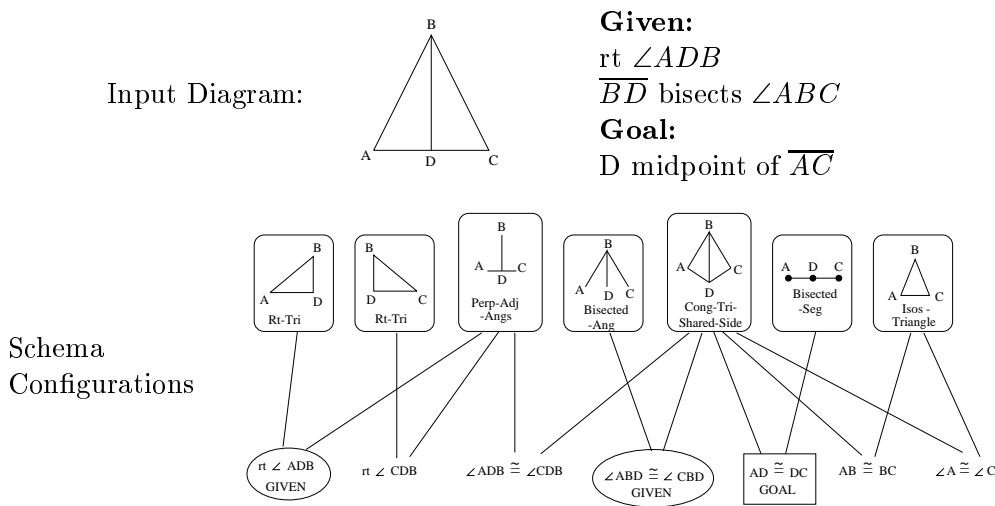 B
Given:
rt ∠ADB
Input Diagram:
BD bisects ∠ABC
Goal:
A
D
C
D midpoint of AC
B
A
D
Rt-Tri
B
D
C
Rt-Tri
B
A
C
D
Perp-Adj
-Angs
B
A
D
C
Bisected
-Ang
B
A
C
D
Cong-Tri-
Shared-Side
A D C
Bisected
-Seg
B
A
C
Isos -
Triangle
Schema
Configurations
rt ∠ ADB
GIVEN
rt ∠ CDB
∠ADB ≅ ∠CDB
∠ABD ≅ ∠ CBD
GIVEN
AD ≅ DC
GOAL
AB ≅ BC
∠A ≅ ∠ C